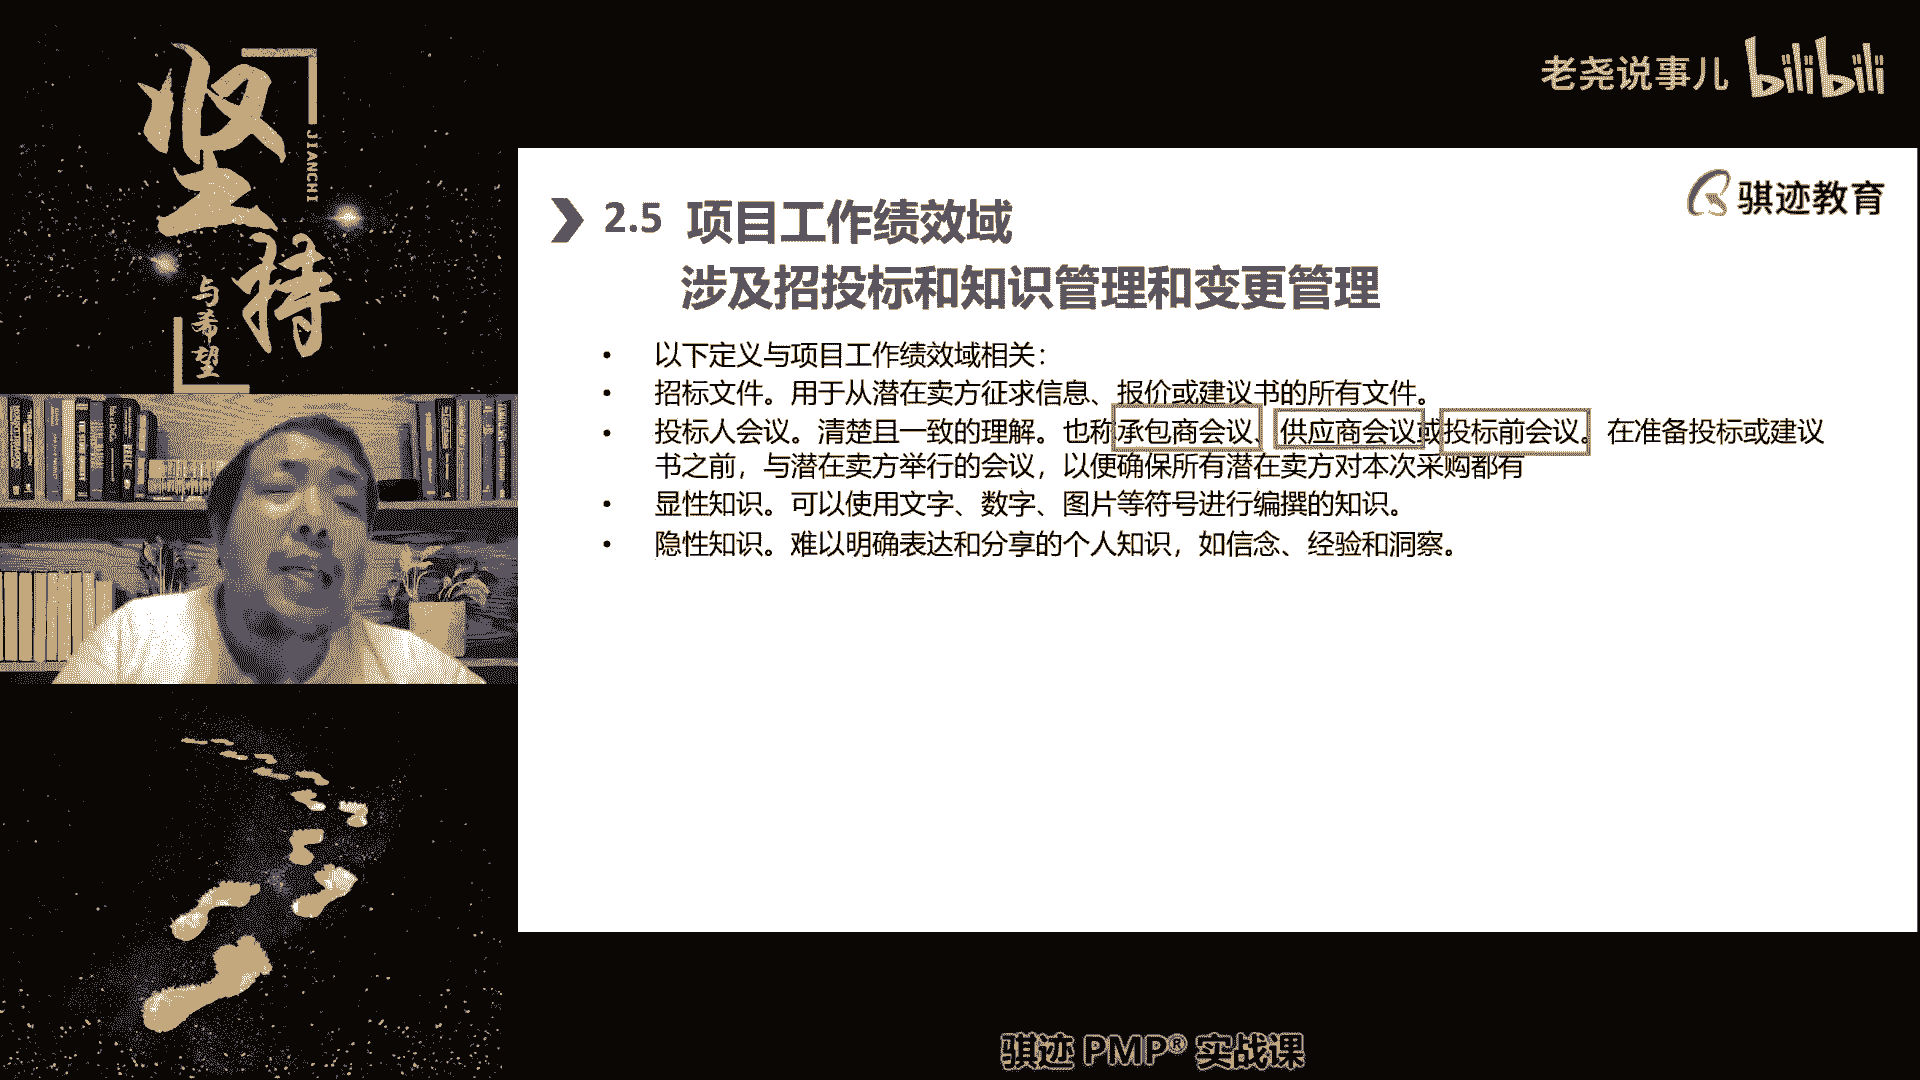 坚持
JIANCHI
与希望
老尧说事儿 bilibili
骐迹教育
2.5 项目工作绩效域
涉及招投标和知识管理和变更管理
• 以下定义与项目工作绩效域相关：
• 招标文件。用于从潜在卖方征求信息、报价或建议书的所有文件。
• 投标人会议。清楚且一致的理解。也称承包商会议、供应商会议或投标前会议。在准备投标或建议
书之前，与潜在卖方举行的会议，以便确保所有潜在卖方对本次采购都有
• 显性知识。可以使用文字、数字、图片等符号进行编撰的知识。
• 隐性知识。难以明确表达和分享的个人知识，如信念、经验和洞察。
骐迹 PMP® 实战课